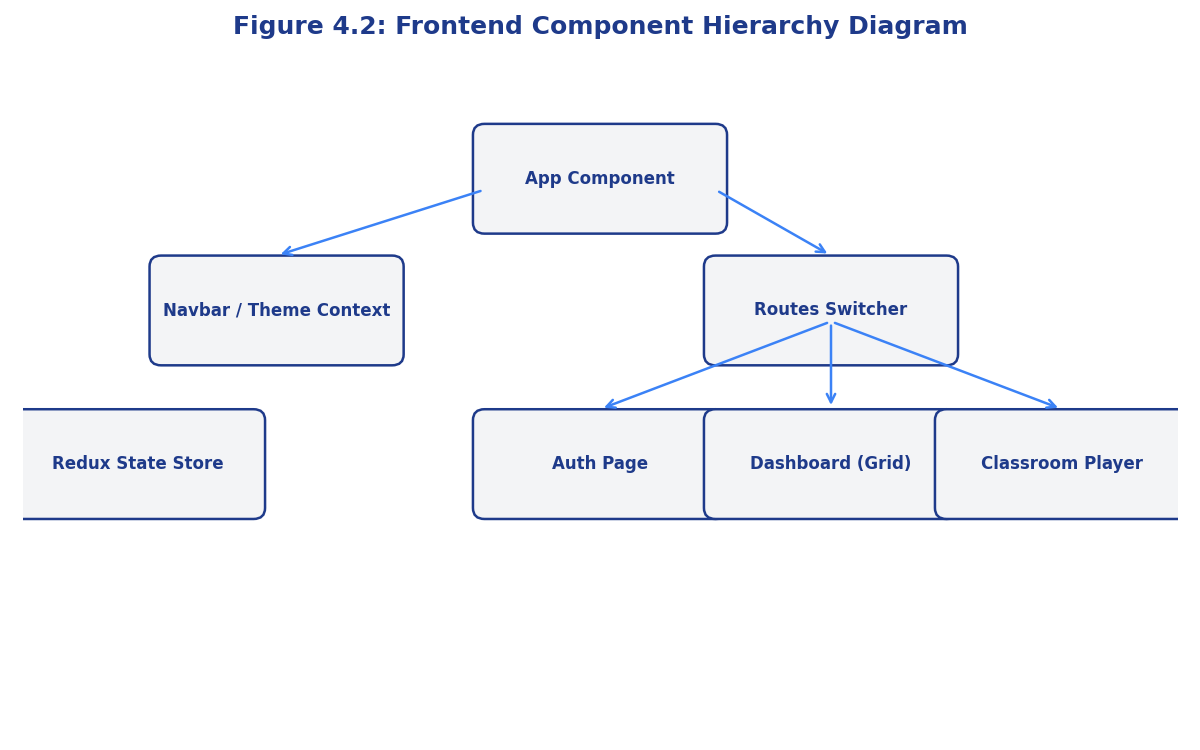 Figure 4.2: Frontend Component Hierarchy Diagram
App Component
Navbar / Theme Context
Routes Switcher
Redux State Store
Auth Page
Dashboard (Grid)
Classroom Player